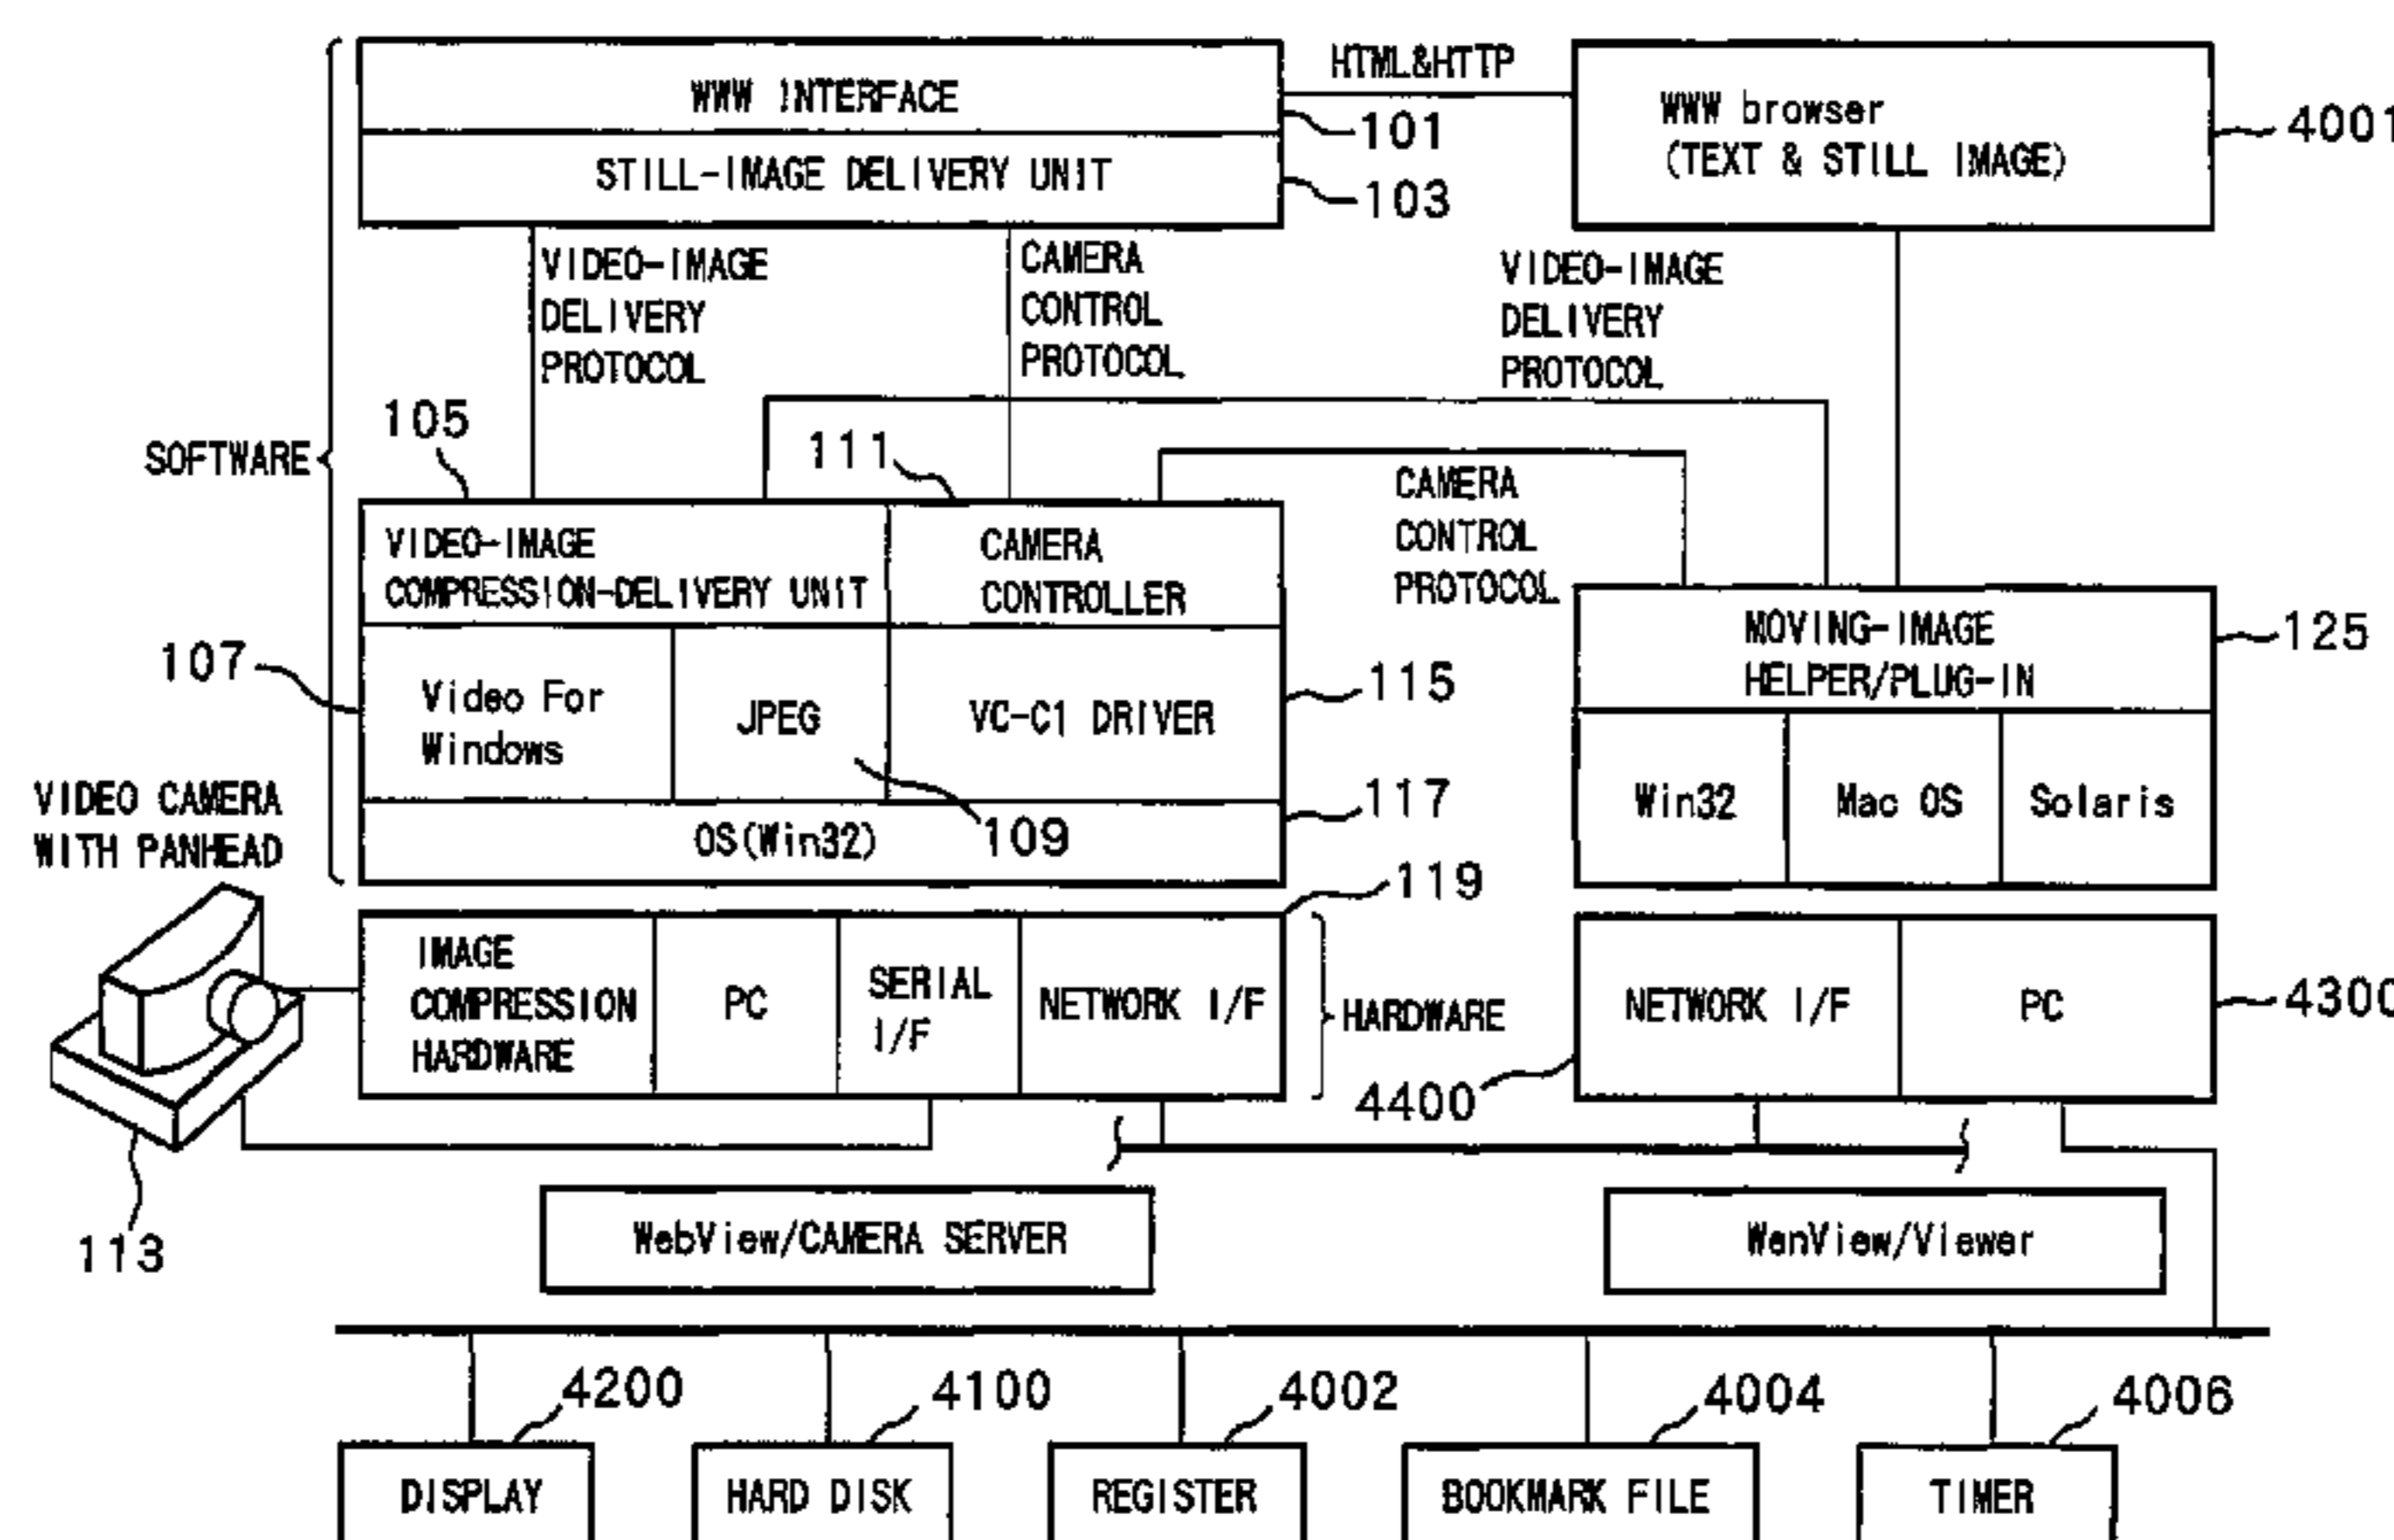 WWW INTERFACE
HTML&HTTP
101
STILL-IMAGE DELIVERY UNIT
103
WWW browser
(TEXT & STILL IMAGE)
4001
VIDEO-IMAGE
DELIVERY
PROTOCOL
CAMERA
CONTROL
PROTOCOL
VIDEO-IMAGE
DELIVERY
PROTOCOL
SOFTWARE
105
111
CAMERA
CONTROL
PROTOCOL
VIDEO-IMAGE
COMPRESSION-DELIVERY UNIT
CAMERA
CONTROLLER
107
Video For
Windows
JPEG
VC-C1 DRIVER
115
MOVING-IMAGE
HELPER/PLUG-IN
125
Win32
Mac OS
Solaris
OS(Win32)
109
117
VIDEO CAMERA
WITH PANHEAD
119
IMAGE
COMPRESSION
HARDWARE
PC
SERIAL
I/F
NETWORK I/F
HARDWARE
NETWORK I/F
PC
4300
4400
113
WebView/CAMERA SERVER
WenView/Viewer
4200
4100
4002
4004
4006
DISPLAY
HARD DISK
REGISTER
BOOKMARK FILE
TIMER